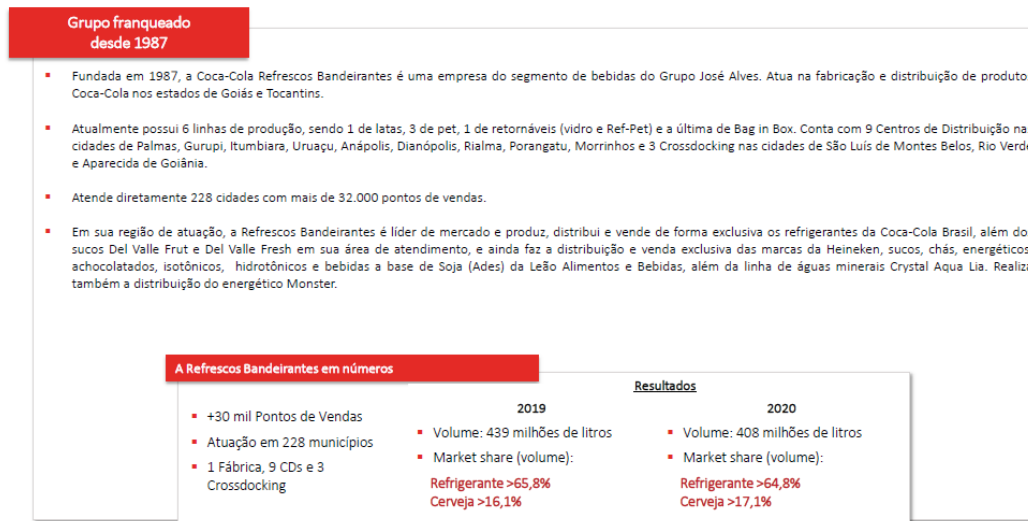 Grupo franqueado
desde 1987
▪ Fundada em 1987, a Coca-Cola Refrescos Bandeirantes é uma empresa do segmento de bebidas do Grupo José Alves. Atua na fabricação e distribuição de produto
Coca-Cola nos estados de Goiás e Tocantins.
▪ Atualmente possui 6 linhas de produção, sendo 1 de latas, 3 de pet, 1 de retornáveis (vidro e Ref-Pet) e a última de Bag in Box. Conta com 9 Centros de Distribuição na
cidades de Palmas, Gurupi, Itumbiara, Uruaçu, Anápolis, Dianópolis, Rialma, Porangatu, Morrinhos e 3 Crossdocking nas cidades de São Luís de Montes Belos, Rio Verde
e Aparecida de Goiânia.
▪ Atende diretamente 228 cidades com mais de 32.000 pontos de vendas.
▪ Em sua região de atuação, a Refrescos Bandeirantes é líder de mercado e produz, distribui e vende de forma exclusiva os refrigerantes da Coca-Cola Brasil, além do
sucos Del Valle Frut e Del Valle Fresh em sua área de atendimento, e ainda faz a distribuição e venda exclusiva das marcas da Heineken, sucos, chás, energéticos
achocolatados, isotônicos, hidrotônicos e bebidas a base de Soja (Ades) da Leão Alimentos e Bebidas, além da linha de águas minerais Crystal Aqua Lia. Realiza
também a distribuição do energético Monster.
A Refrescos Bandeirantes em números
▪ +30 mil Pontos de Vendas
▪ Atuação em 228 municípios
▪ 1 Fábrica, 9 CDs e 3
Crossdocking
Resultados
2019
▪ Volume: 439 milhões de litros
▪ Market share (volume):
Refrigerante >65,8%
Cerveja >16,1%
2020
▪ Volume: 408 milhões de litros
▪ Market share (volume):
Refrigerante >64,8%
Cerveja >17,1%